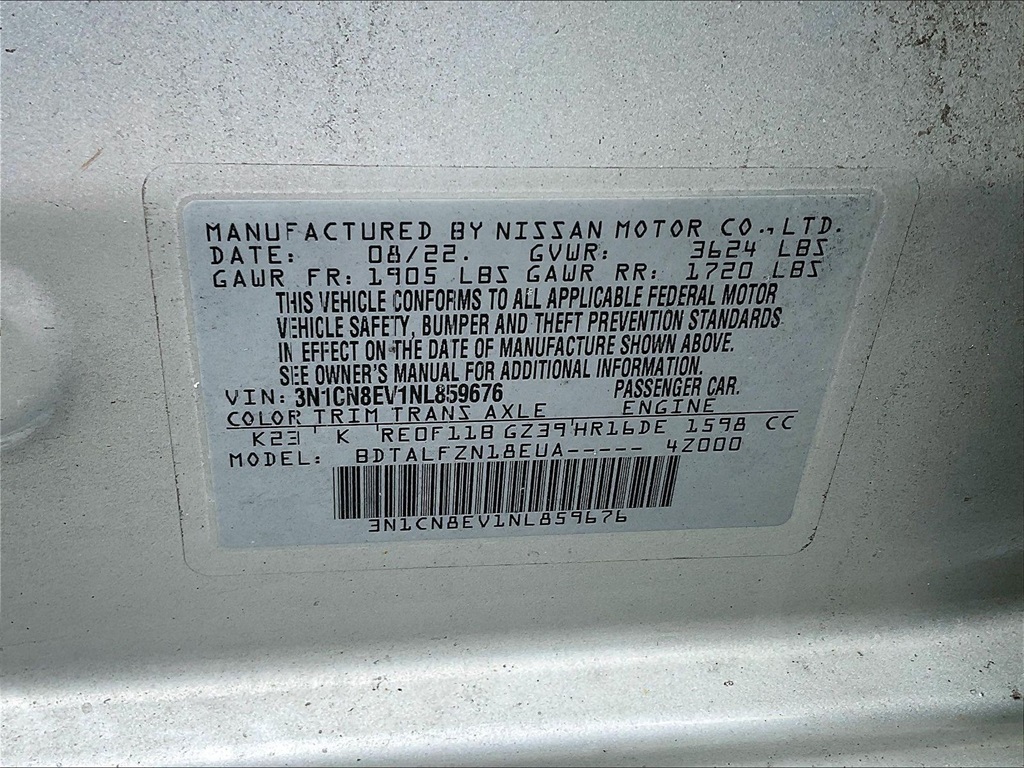 MANUFACTURED BY NISSAN MOTOR CO.,LTD.
DATE: 08/22. GVWR: 3624 LBS
GAWR FR: 1905 LBS GAWR RR: 1720 LBS
THIS VEHICLE CONFORMS TO ALL APPLICABLE FEDERAL MOTOR
VEHICLE SAFETY, BUMPER AND THEFT PREVENTION STANDARDS
IN EFFECT ON THE DATE OF MANUFACTURE SHOWN ABOVE.
SEE OWNER'S MANUAL FOR ADDITIONAL INFORMATION.
VIN: 3N1CN8EV1NL859676 PASSENGER CAR.
COLOR TRIM TRANS AXLE ENGINE
K23 K RE0F11B GZ39 HR16DE 1598 CC
MODEL: BDTALFZN18EUA----- 4Z000
3N1CN8EV1NL859676